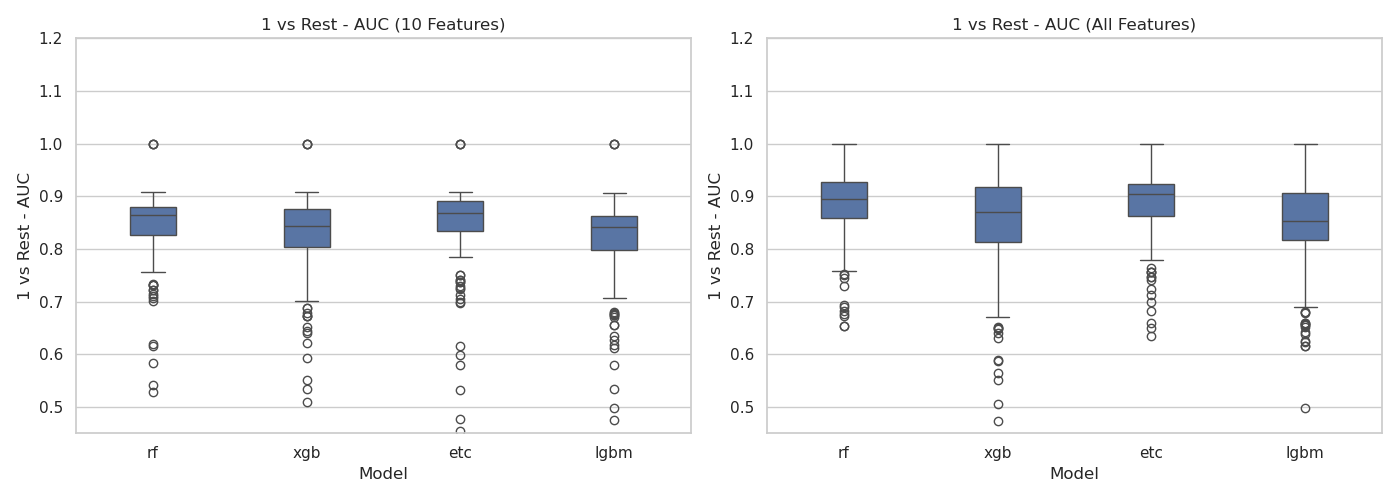 1 vs Rest - AUC (10 Features)
1 vs Rest - AUC
1.2
1.1
1.0
0.9
0.8
0.7
0.6
0.5
rf
xgb
etc
lgbm
Model
1 vs Rest - AUC (All Features)
1 vs Rest - AUC
1.2
1.1
1.0
0.9
0.8
0.7
0.6
0.5
rf
xgb
etc
lgbm
Model